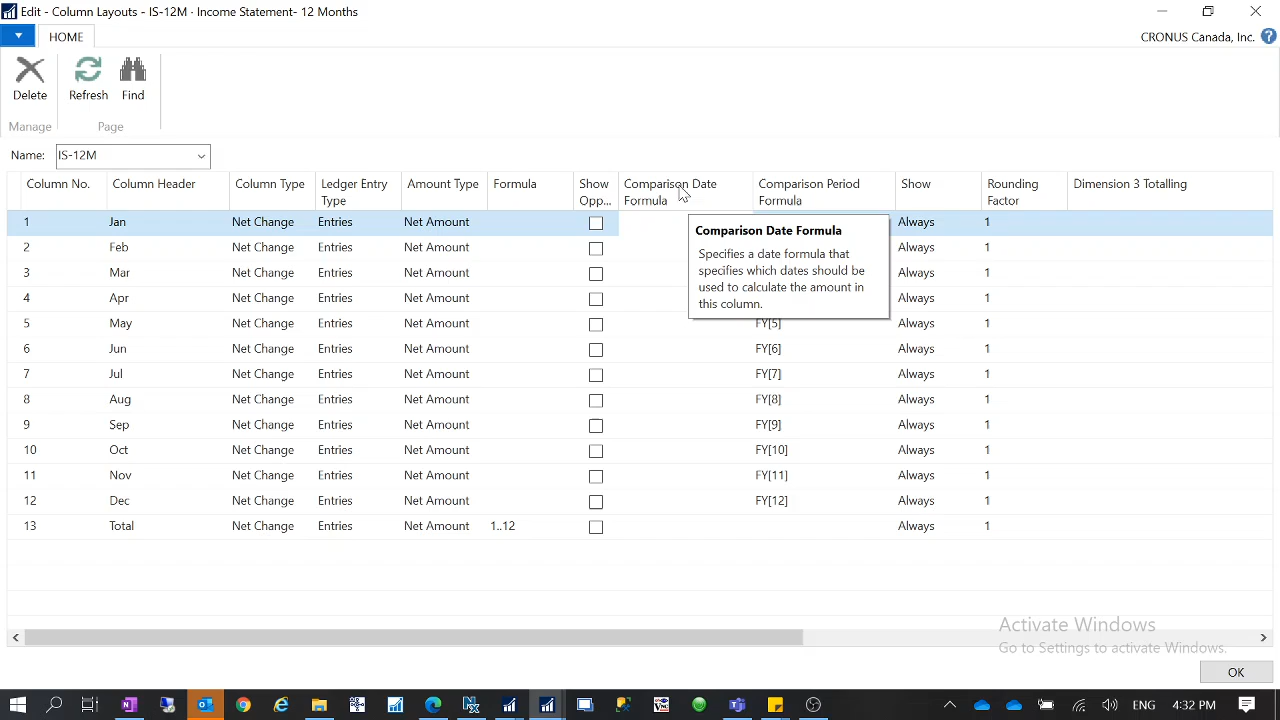 Edit - Column Layouts - IS-12M · Income Statement- 12 Months
HOME
CRONUS Canada, Inc.
Delete Refresh Find
Manage Page
Name: IS-12M
Column No. Column Header Column Type Ledger Entry Type Amount Type Formula Show Opp... Comparison Date Formula Comparison Period Formula Show Rounding Factor Dimension 3 Totalling
1 Jan Net Change Entries Net Amount Always 1
2 Feb Net Change Entries Net Amount Always 1
3 Mar Net Change Entries Net Amount Always 1
4 Apr Net Change Entries Net Amount Always 1
5 May Net Change Entries Net Amount FY[5] Always 1
6 Jun Net Change Entries Net Amount FY[6] Always 1
7 Jul Net Change Entries Net Amount FY[7] Always 1
8 Aug Net Change Entries Net Amount FY[8] Always 1
9 Sep Net Change Entries Net Amount FY[9] Always 1
10 Oct Net Change Entries Net Amount FY[10] Always 1
11 Nov Net Change Entries Net Amount FY[11] Always 1
12 Dec Net Change Entries Net Amount FY[12] Always 1
13 Total Net Change Entries Net Amount 1..12 Always 1
Comparison Date Formula
Specifies a date formula that
specifies which dates should be
used to calculate the amount in
this column.
Activate Windows
Go to Settings to activate Windows.
OK
ENG 4:32 PM